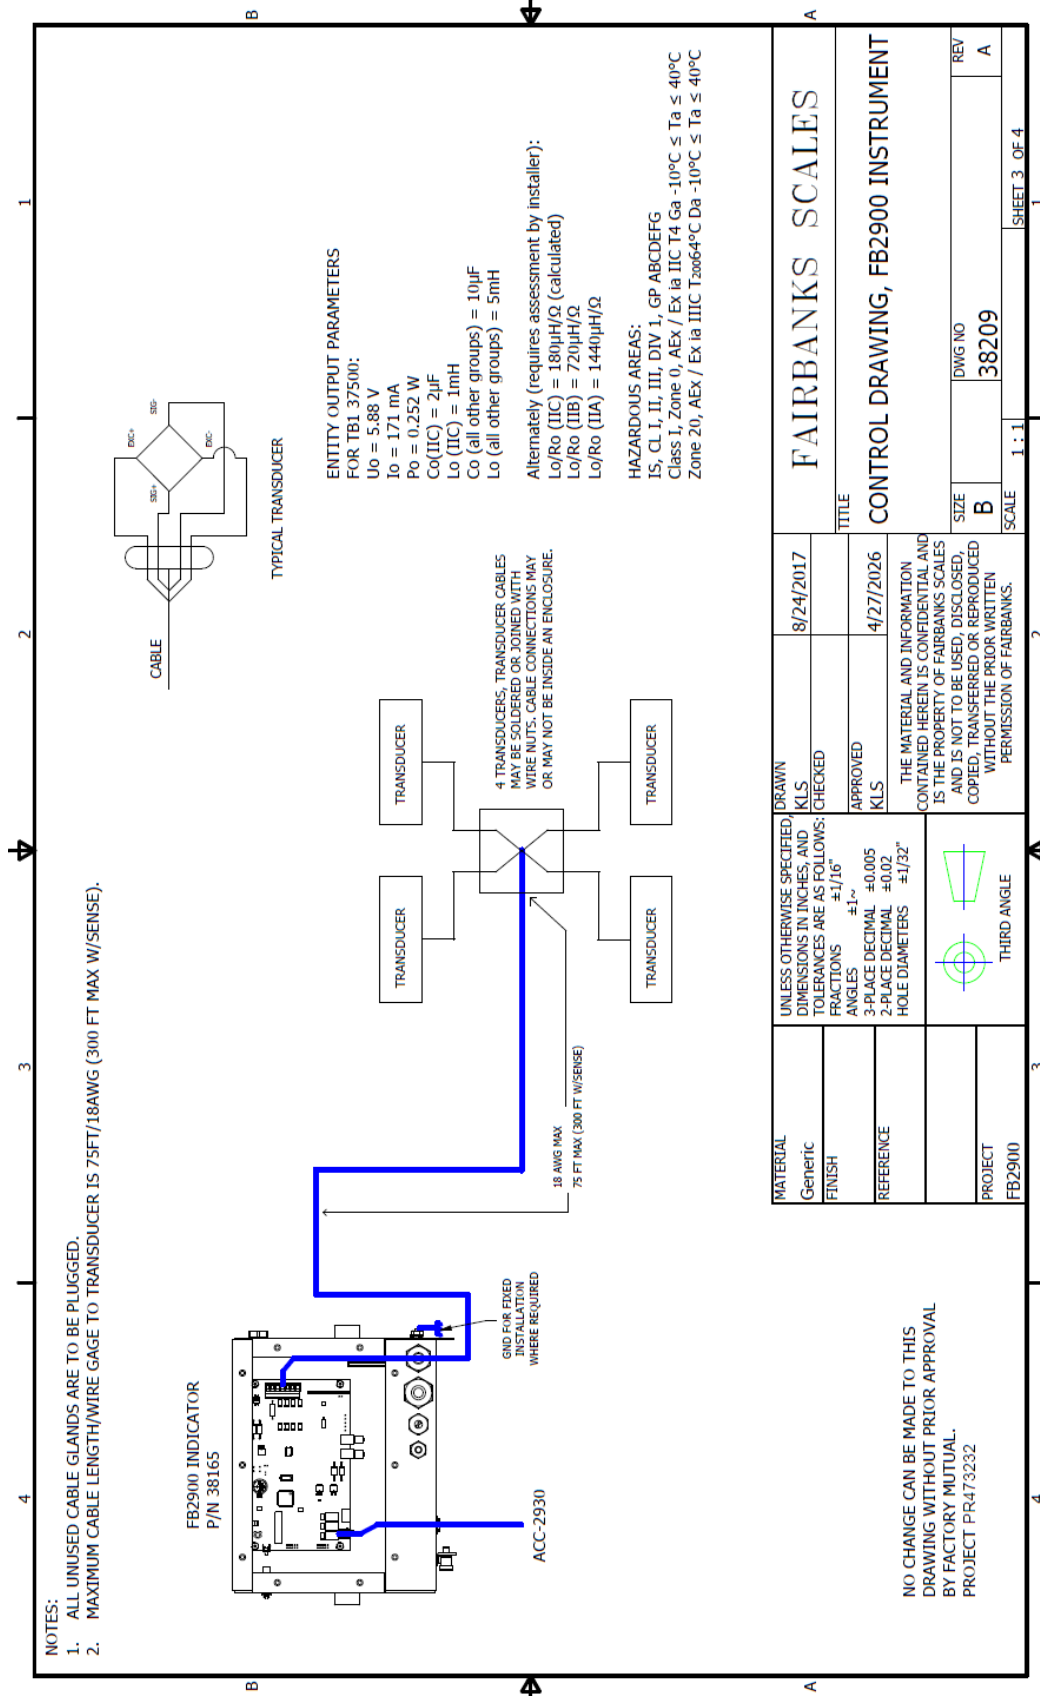 NOTES:
1. ALL UNUSED CABLE GLANDS ARE TO BE PLUGGED.
2. MAXIMUM CABLE LENGTH/WIRE GAGE TO TRANSDUCER IS 75FT/18AWG (300 FT MAX W/SENSE).
4
3
2
1
B
B
A
A
FB2900 INDICATOR
P/N 38165
ACC-2930
GND FOR FIXED
INSTALLATION
WHERE REQUIRED
18 AWG MAX
75 FT MAX (300 FT W/SENSE)
TRANSDUCER
TRANSDUCER
TRANSDUCER
TRANSDUCER
4 TRANSDUCERS, TRANSDUCER CABLES
MAY BE SOLDERED OR JOINED WITH
WIRE NUTS. CABLE CONNECTIONS MAY
OR MAY NOT BE INSIDE AN ENCLOSURE.
CABLE
SIG+
EXC+
EXC-
SIG-
TYPICAL TRANSDUCER
ENTITY OUTPUT PARAMETERS
FOR TB1 37500:
Uo = 5.88 V
Io = 171 mA
Po = 0.252 W
Co(IIC) = 2µF
Lo (IIC) = 1mH
Co (all other groups) = 10µF
Lo (all other groups) = 5mH
Alternately (requires assessment by installer):
Lo/Ro (IIC) = 180µH/Ω (calculated)
Lo/Ro (IIB) = 720µH/Ω
Lo/Ro (IIA) = 1440µH/Ω
HAZARDOUS AREAS:
IS, CL I, II, III, DIV 1, GP ABCDEFG
Class I, Zone 0, AEx / Ex ia IIC T4 Ga -10°C ≤ Ta ≤ 40°C
Zone 20, AEx / Ex ia IIIC T20064°C Da -10°C ≤ Ta ≤ 40°C
NO CHANGE CAN BE MADE TO THIS
DRAWING WITHOUT PRIOR APPROVAL
BY FACTORY MUTUAL.
PROJECT PR473232
MATERIAL
Generic
FINISH
REFERENCE
PROJECT
FB2900
UNLESS OTHERWISE SPECIFIED,
DIMENSIONS IN INCHES, AND
TOLERANCES ARE AS FOLLOWS:
FRACTIONS ±1/16"
ANGLES ±1~
3-PLACE DECIMAL ±0.005
2-PLACE DECIMAL ±0.02
HOLE DIAMETERS ±1/32"
THIRD ANGLE
DRAWN
KLS 8/24/2017
CHECKED
APPROVED
KLS 4/27/2026
THE MATERIAL AND INFORMATION
CONTAINED HEREIN IS CONFIDENTIAL AND
IS THE PROPERTY OF FAIRBANKS SCALES
AND IS NOT TO BE USED, DISCLOSED,
COPIED, TRANSFERRED OR REPRODUCED
WITHOUT THE PRIOR WRITTEN
PERMISSION OF FAIRBANKS.
FAIRBANKS SCALES
TITLE
CONTROL DRAWING, FB2900 INSTRUMENT
SIZE
B
DWG NO
38209
REV
A
SCALE
1 : 1
SHEET 3 OF 4
4
3
2
1